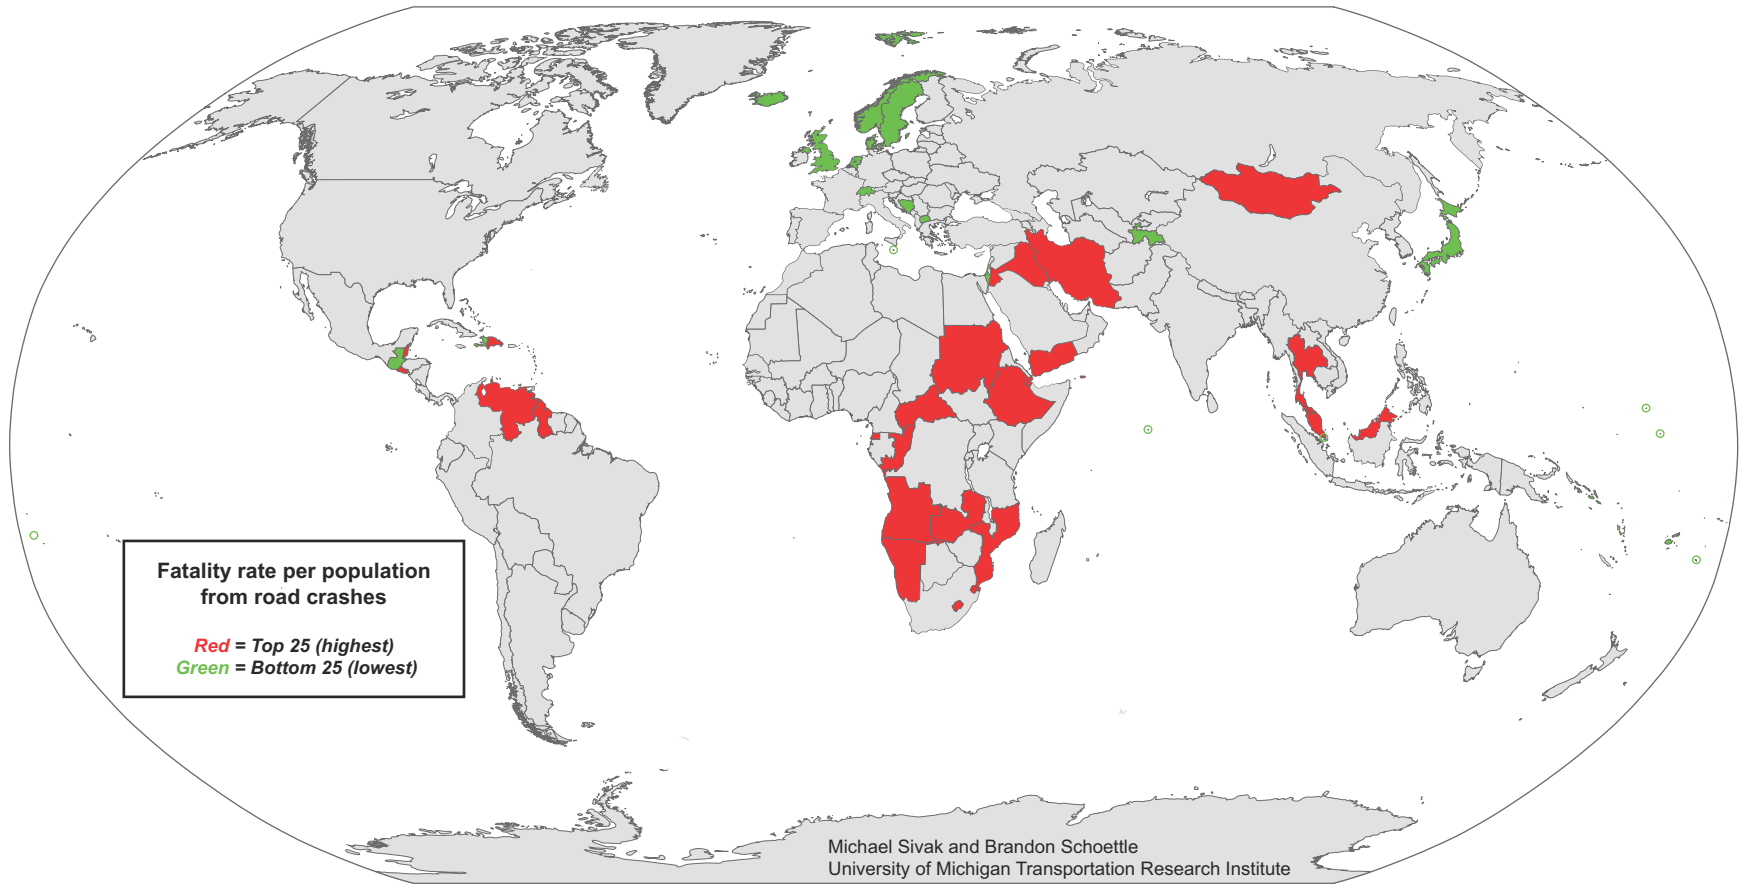 Fatality rate per population
from road crashes
Red = Top 25 (highest)
Green = Bottom 25 (lowest)
Michael Sivak and Brandon Schoettle
University of Michigan Transportation Research Institute